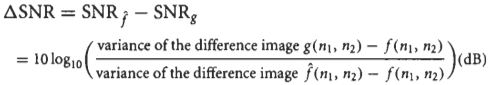 ΔSNR = SNR_f̂ − SNR_g
= 10 log₁₀ ( variance of the difference image g(n₁, n₂) − f(n₁, n₂) / variance of the difference image f̂(n₁, n₂) − f(n₁, n₂) ) (dB)